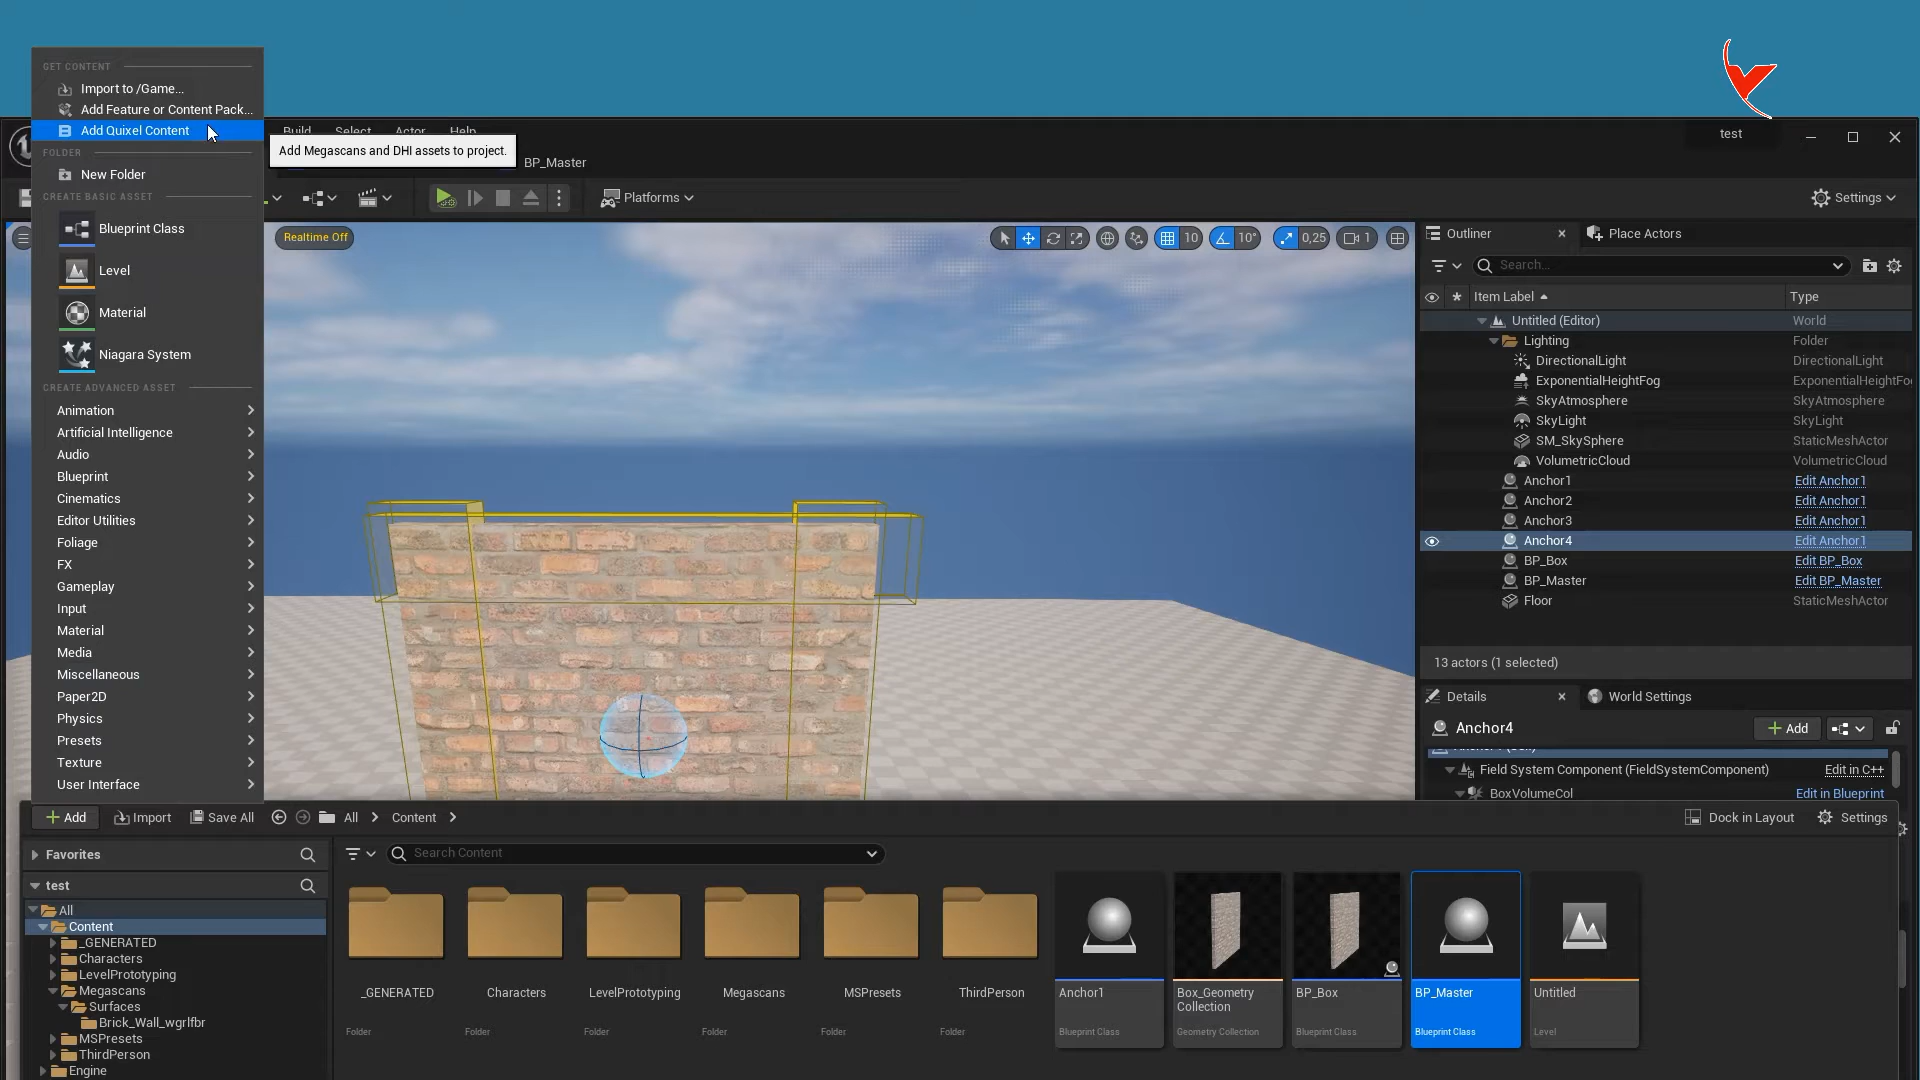 GET CONTENT
Import to /Game...
Add Feature or Content Pack...
Add Quixel Content
FOLDER
New Folder
CREATE BASIC ASSET
Blueprint Class
Level
Material
Niagara System
CREATE ADVANCED ASSET
Animation
Artificial Intelligence
Audio
Blueprint
Cinematics
Editor Utilities
Foliage
FX
Gameplay
Input
Material
Media
Miscellaneous
Paper2D
Physics
Presets
Texture
User Interface
Build Select Actor Help
Add Megascans and DHI assets to project.
BP_Master
test
Platforms
Settings
Realtime Off
10
10°
0,25
1
Outliner
Place Actors
Search...
Item Label Type
Untitled (Editor) World
Lighting Folder
DirectionalLight DirectionalLight
ExponentialHeightFog ExponentialHeightFo
SkyAtmosphere SkyAtmosphere
SkyLight SkyLight
SM_SkySphere StaticMeshActor
VolumetricCloud VolumetricCloud
Anchor1 Edit Anchor1
Anchor2 Edit Anchor1
Anchor3 Edit Anchor1
Anchor4 Edit Anchor1
BP_Box Edit BP_Box
BP_Master Edit BP_Master
Floor StaticMeshActor
13 actors (1 selected)
Details
World Settings
Anchor4
Add
Field System Component (FieldSystemComponent) Edit in C++
BoxVolumeCol Edit in Blueprint
Add Import Save All All Content Dock in Layout Settings
Favorites
Search Content
test
All
Content
_GENERATED
Characters
LevelPrototyping
Megascans
Surfaces
Brick_Wall_wgrlfbr
MSPresets
ThirdPerson
Engine
_GENERATED
Folder
Characters
Folder
LevelPrototyping
Folder
Megascans
Folder
MSPresets
Folder
ThirdPerson
Folder
Anchor1
Blueprint Class
Box_Geometry
Collection
Geometry Collection
BP_Box
Blueprint Class
BP_Master
Blueprint Class
Untitled
Level